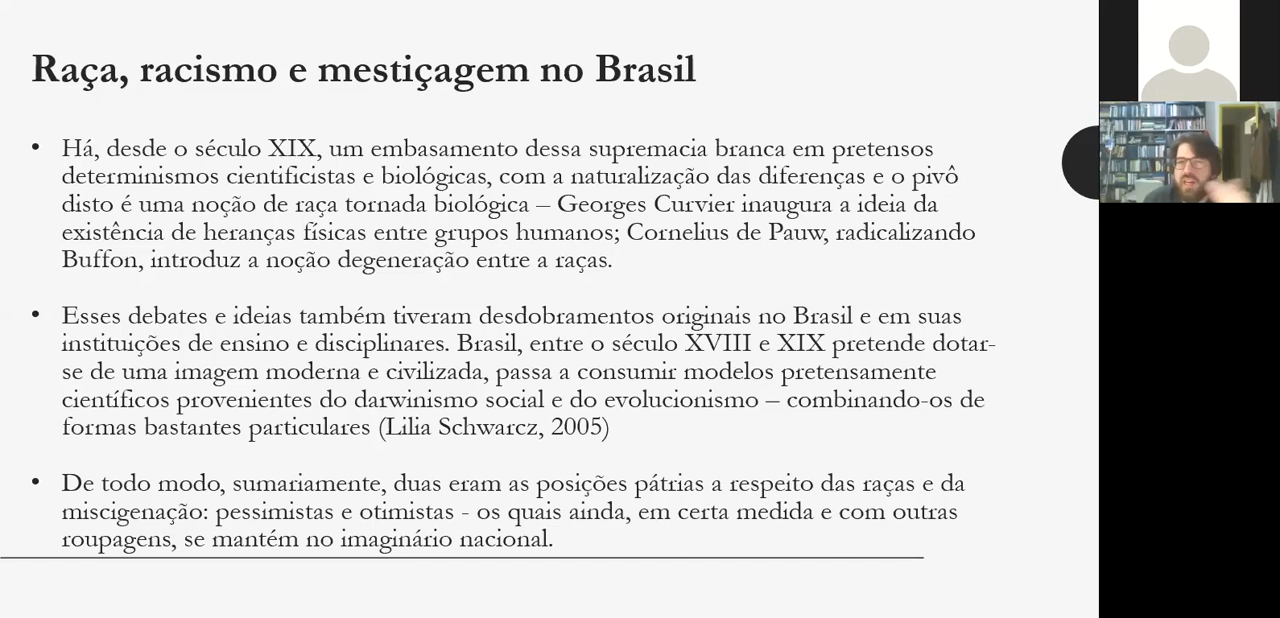 Raça, racismo e mestiçagem no Brasil
• Há, desde o século XIX, um embasamento dessa supremacia branca em pretensos
determinismos cientificistas e biológicas, com a naturalização das diferenças e o pivô
disto é uma noção de raça tornada biológica – Georges Curvier inaugura a ideia da
existência de heranças físicas entre grupos humanos; Cornelius de Pauw, radicalizando
Buffon, introduz a noção degeneração entre a raças.
• Esses debates e ideias também tiveram desdobramentos originais no Brasil e em suas
instituições de ensino e disciplinares. Brasil, entre o século XVIII e XIX pretende dotar-
se de uma imagem moderna e civilizada, passa a consumir modelos pretensamente
científicos provenientes do darwinismo social e do evolucionismo – combinando-os de
formas bastantes particulares (Lilia Schwarcz, 2005)
• De todo modo, sumariamente, duas eram as posições pátrias a respeito das raças e da
miscigenação: pessimistas e otimistas - os quais ainda, em certa medida e com outras
roupagens, se mantém no imaginário nacional.